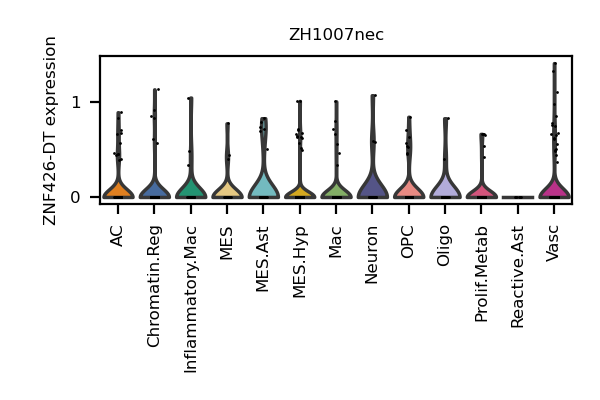 ZH1007nec
ZNF426-DT expression
1
0
AC
Chromatin.Reg
Inflammatory.Mac
MES
MES.Ast
MES.Hyp
Mac
Neuron
OPC
Oligo
Prolif.Metab
Reactive.Ast
Vasc